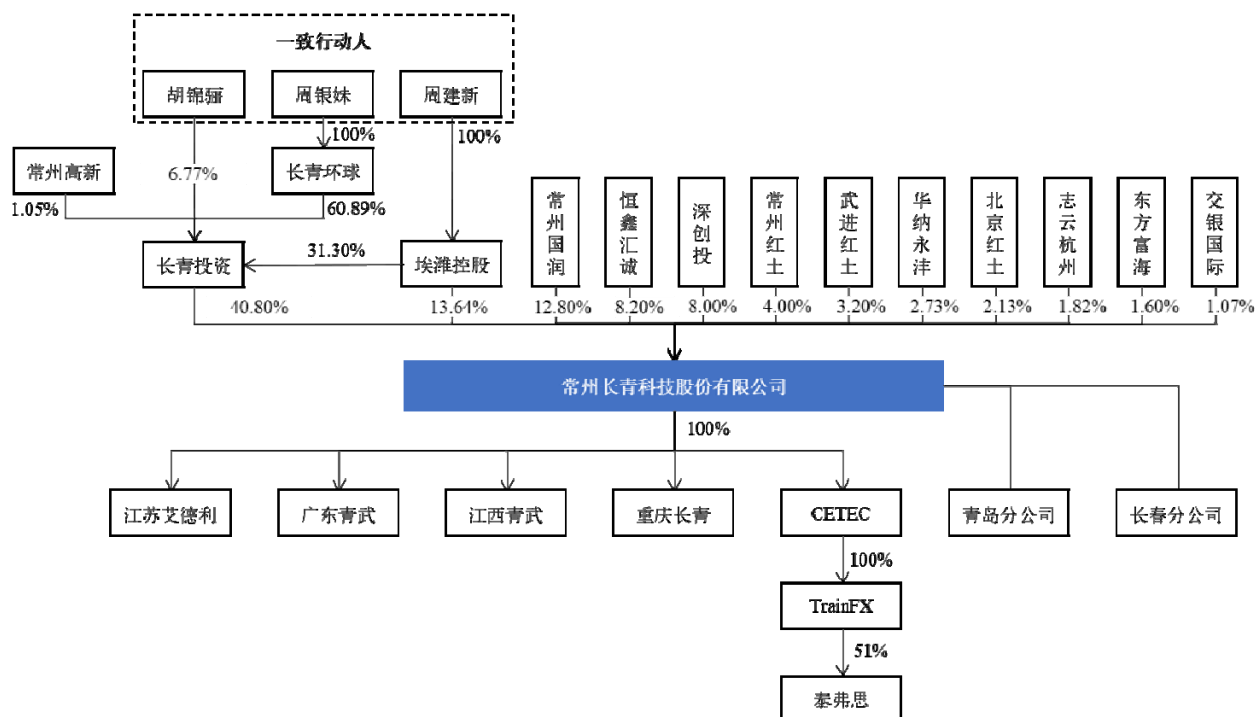 一致行动人
胡锦骊
周银妹
周建新
100%
100%
常州高新
6.77%
长青环球
1.05%
60.89%
常州国润
恒鑫汇诚
深创投
常州红土
武进红土
华纳永沣
北京红土
志云杭州
东方富海
交银国际
长青投资
31.30%
埃潍控股
40.80%
13.64%
12.80%
8.20%
8.00%
4.00%
3.20%
2.73%
2.13%
1.82%
1.60%
1.07%
常州长青科技股份有限公司
100%
江苏艾德利
广东青武
江西青武
重庆长青
CETEC
青岛分公司
长春分公司
100%
TrainFX
51%
泰弗思